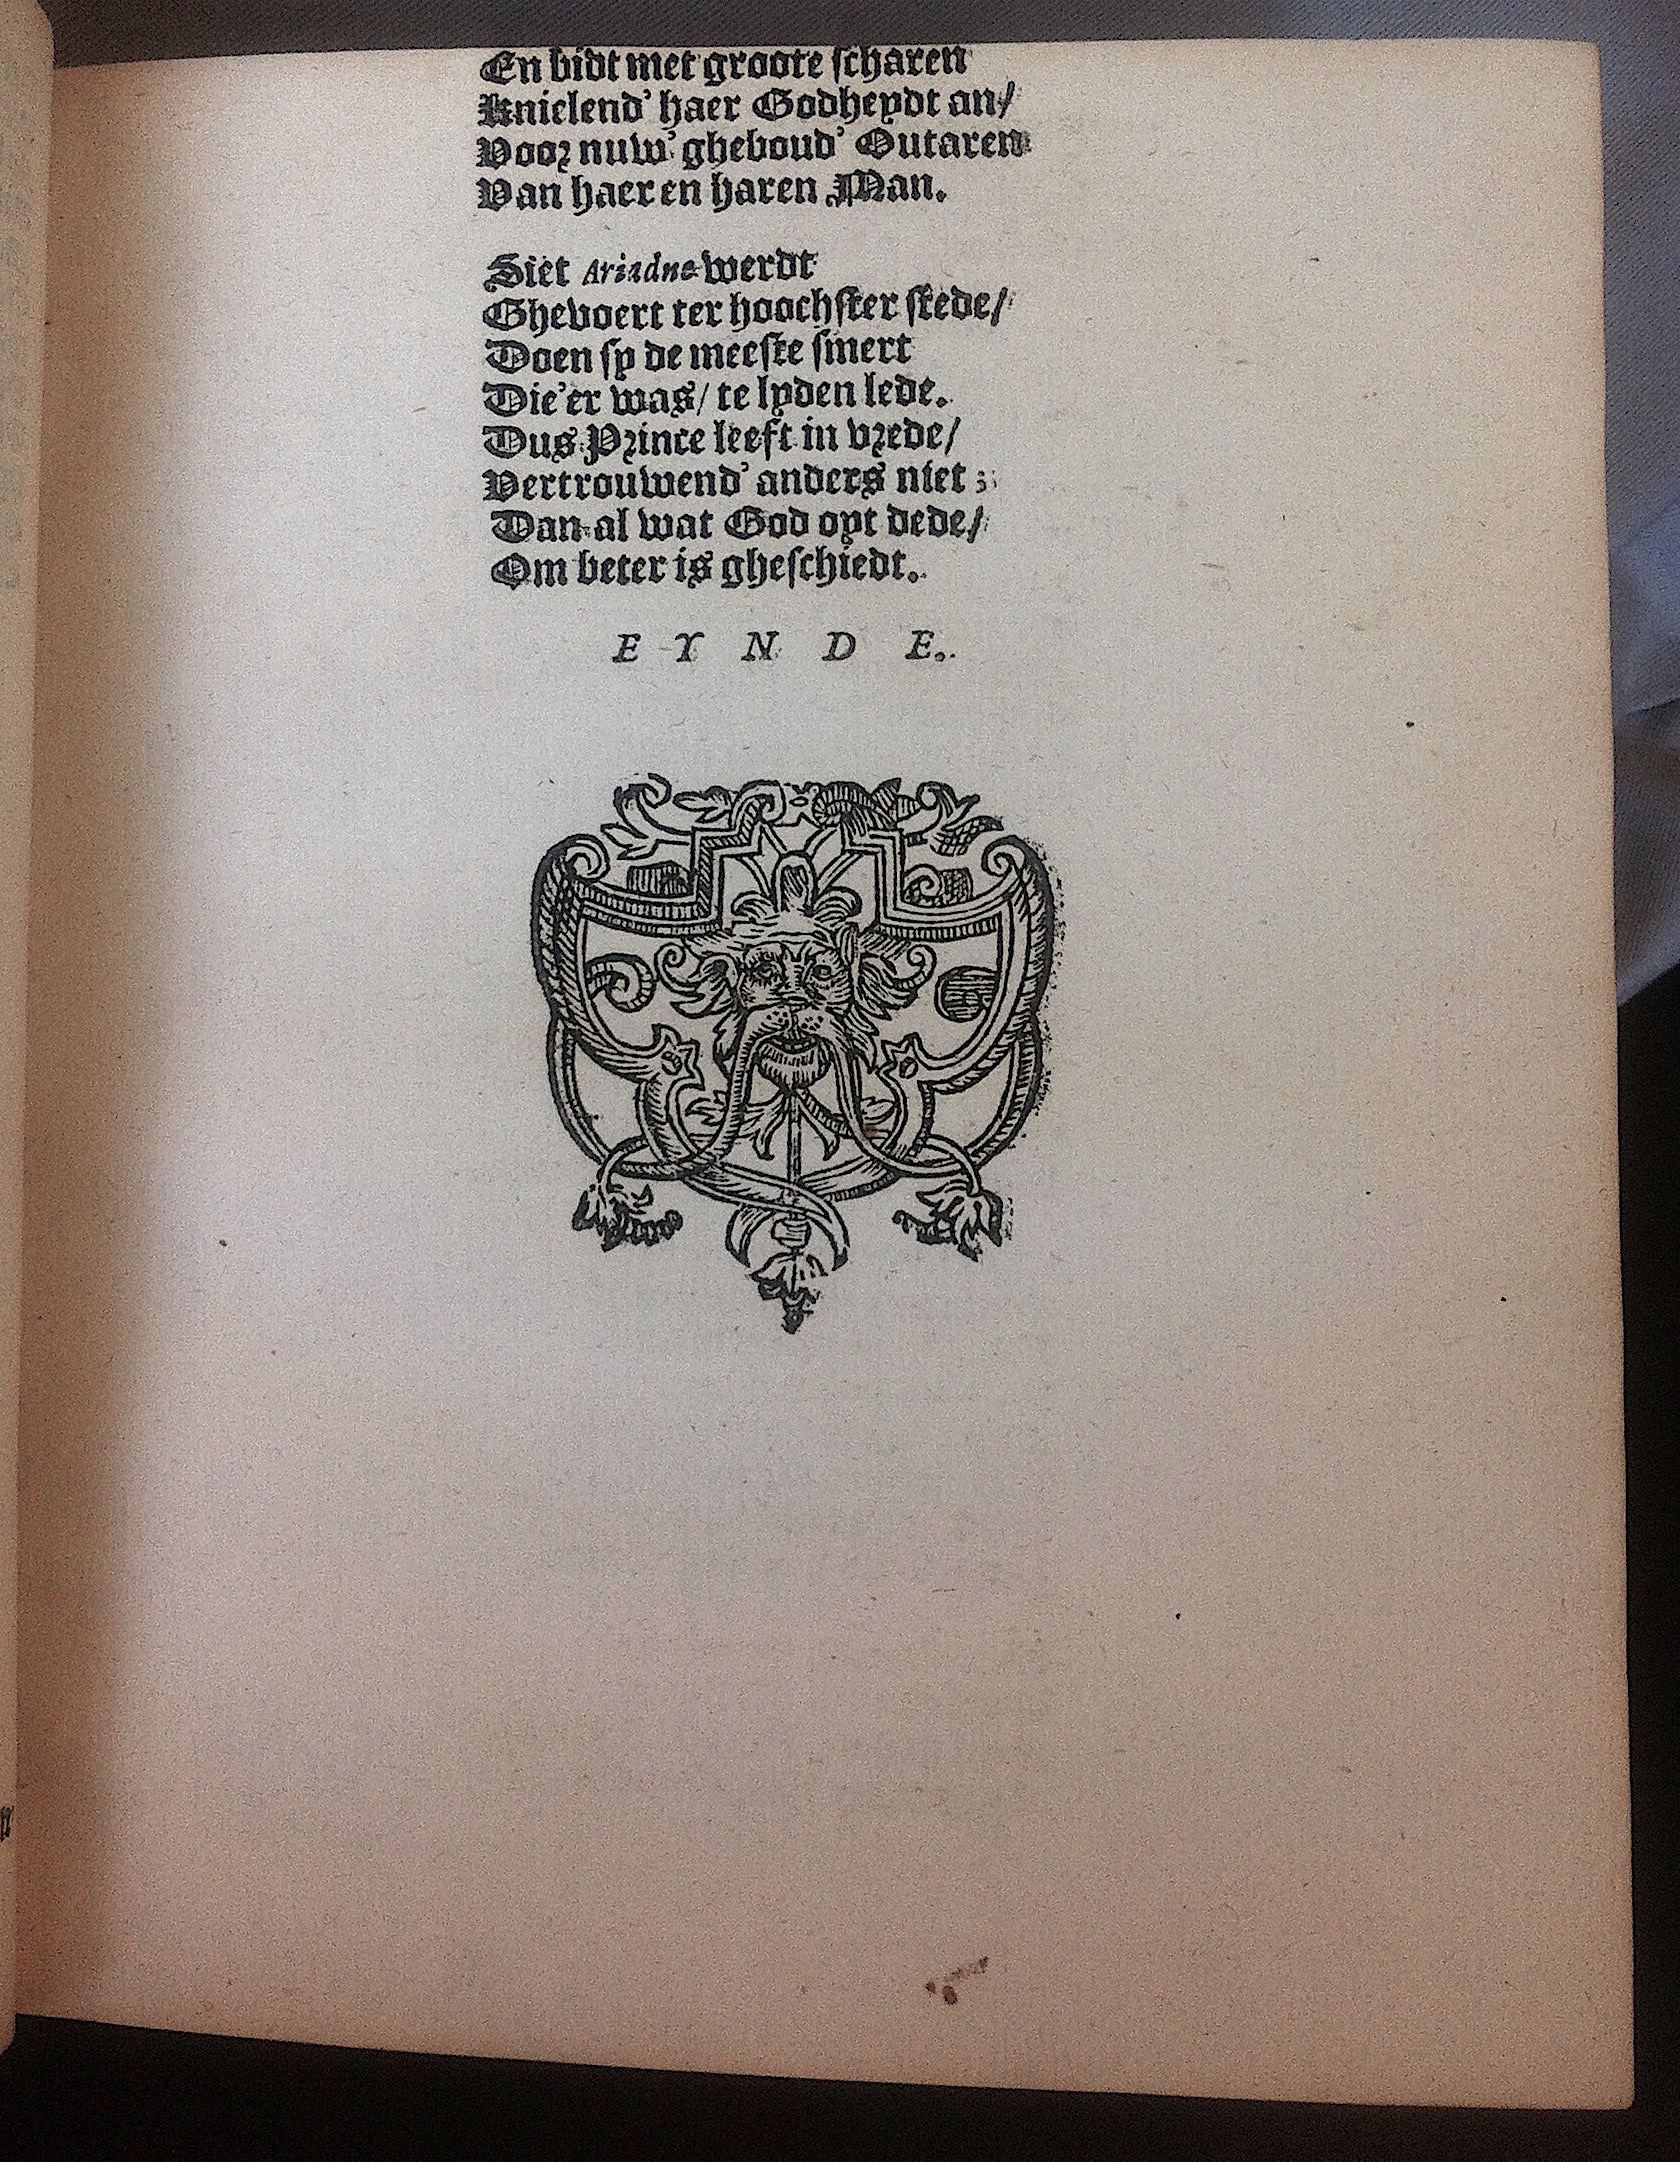 En bidt met groote scharen
Knielend' haer Godheydt an/
Voor nuw' gheboud' Outaren
Van haer en haren Man.
Siet Ariadne werdt
Ghevoert ter hoochster stede/
Doen sy de meeste smert
Die'er was/ te lyden lede.
Dus Prince leeft in vrede/
Vertrouwend' anders niet;
Dan al wat God oyt dede/
Om beter is gheschiedt.
EYNDE.